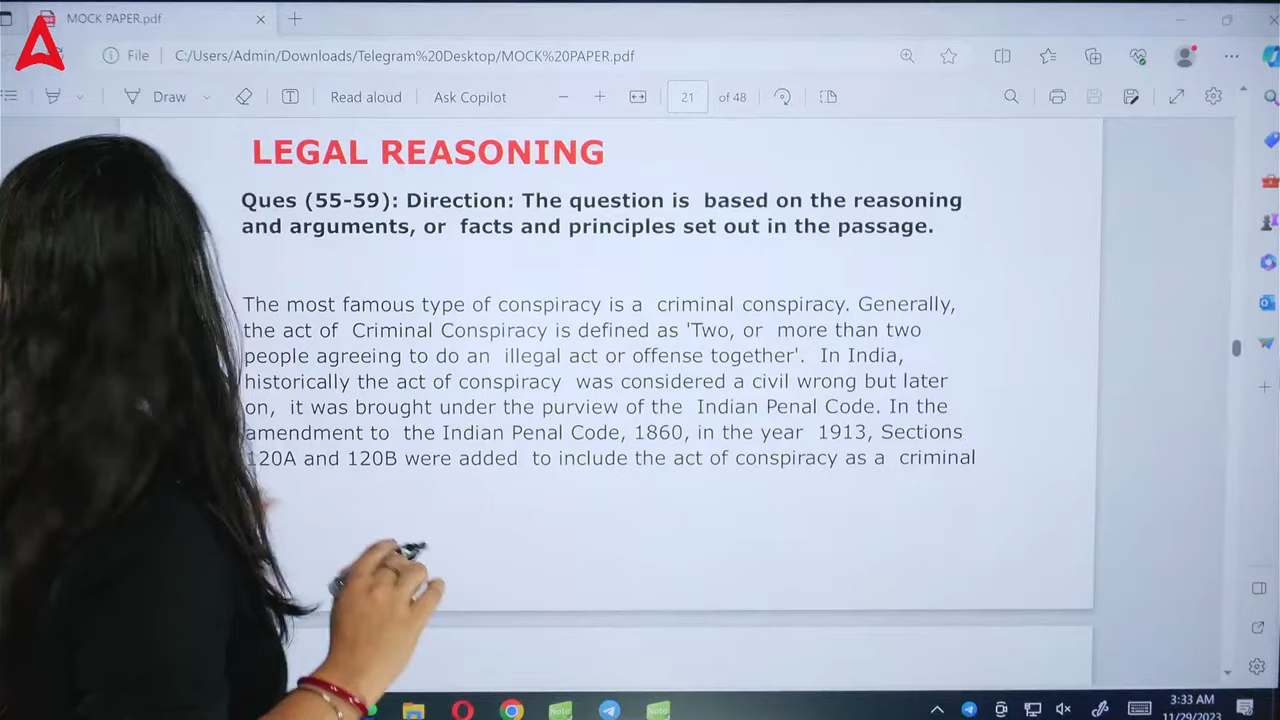 MOCK PAPER.pdf
File
C:/Users/Admin/Downloads/Telegram%20Desktop/MOCK%20PAPER.pdf
Draw
Read aloud
Ask Copilot
21
of 48
LEGAL REASONING
Ques (55-59): Direction: The question is based on the reasoning
and arguments, or facts and principles set out in the passage.
The most famous type of conspiracy is a criminal conspiracy. Generally,
the act of Criminal Conspiracy is defined as 'Two, or more than two
people agreeing to do an illegal act or offense together'. In India,
historically the act of conspiracy was considered a civil wrong but later
on, it was brought under the purview of the Indian Penal Code. In the
amendment to the Indian Penal Code, 1860, in the year 1913, Sections
120A and 120B were added to include the act of conspiracy as a criminal
Note
Note
3:33 AM
11/29/2023